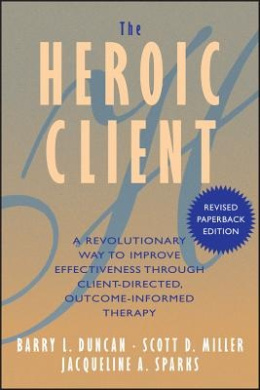 The
HEROIC
CLIENT
REVISED
PAPERBACK
EDITION
A REVOLUTIONARY
WAY TO IMPROVE
EFFECTIVENESS THROUGH
CLIENT-DIRECTED,
OUTCOME-INFORMED
THERAPY
BARRY L. DUNCAN · SCOTT D. MILLER
JACQUELINE A. SPARKS